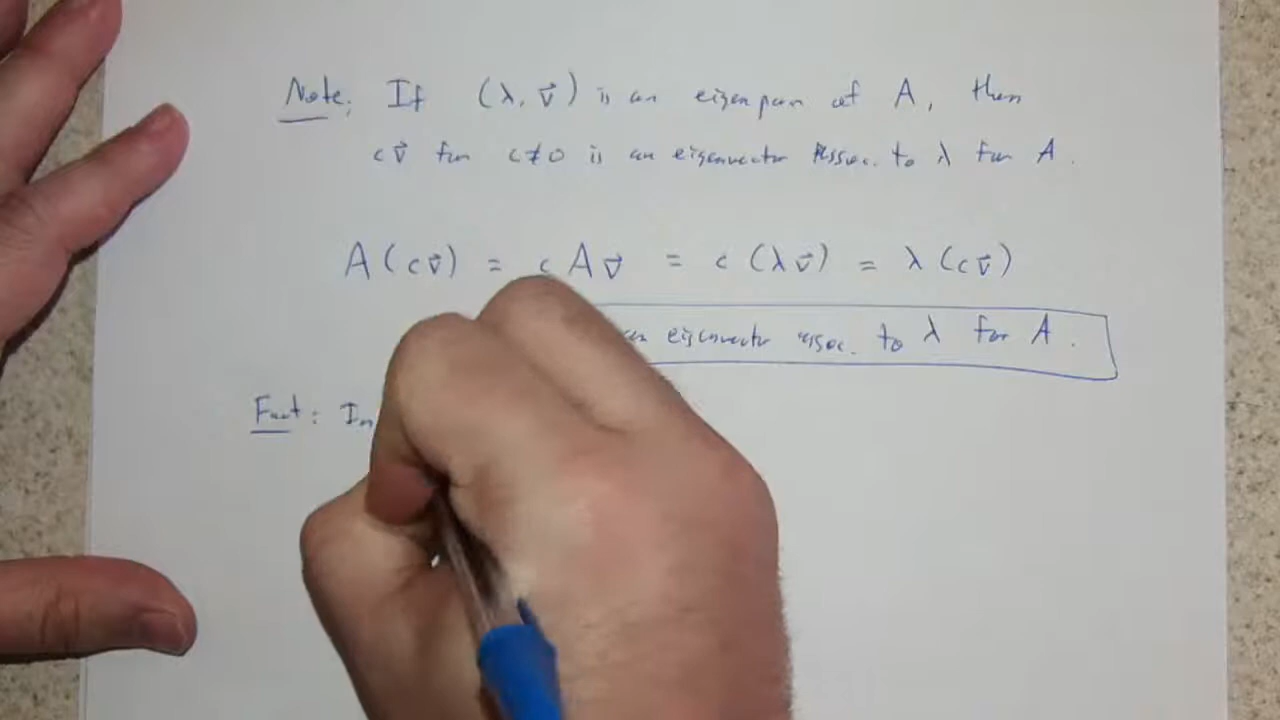 Note: If (λ, v⃗) is an eigenpair of A, then
cv⃗ for c≠0 is an eigenvector assoc. to λ for A.
A(cv⃗) = cAv⃗ = c(λv⃗) = λ(cv⃗)
an eigenvector assoc. to λ for A.
Fact: In